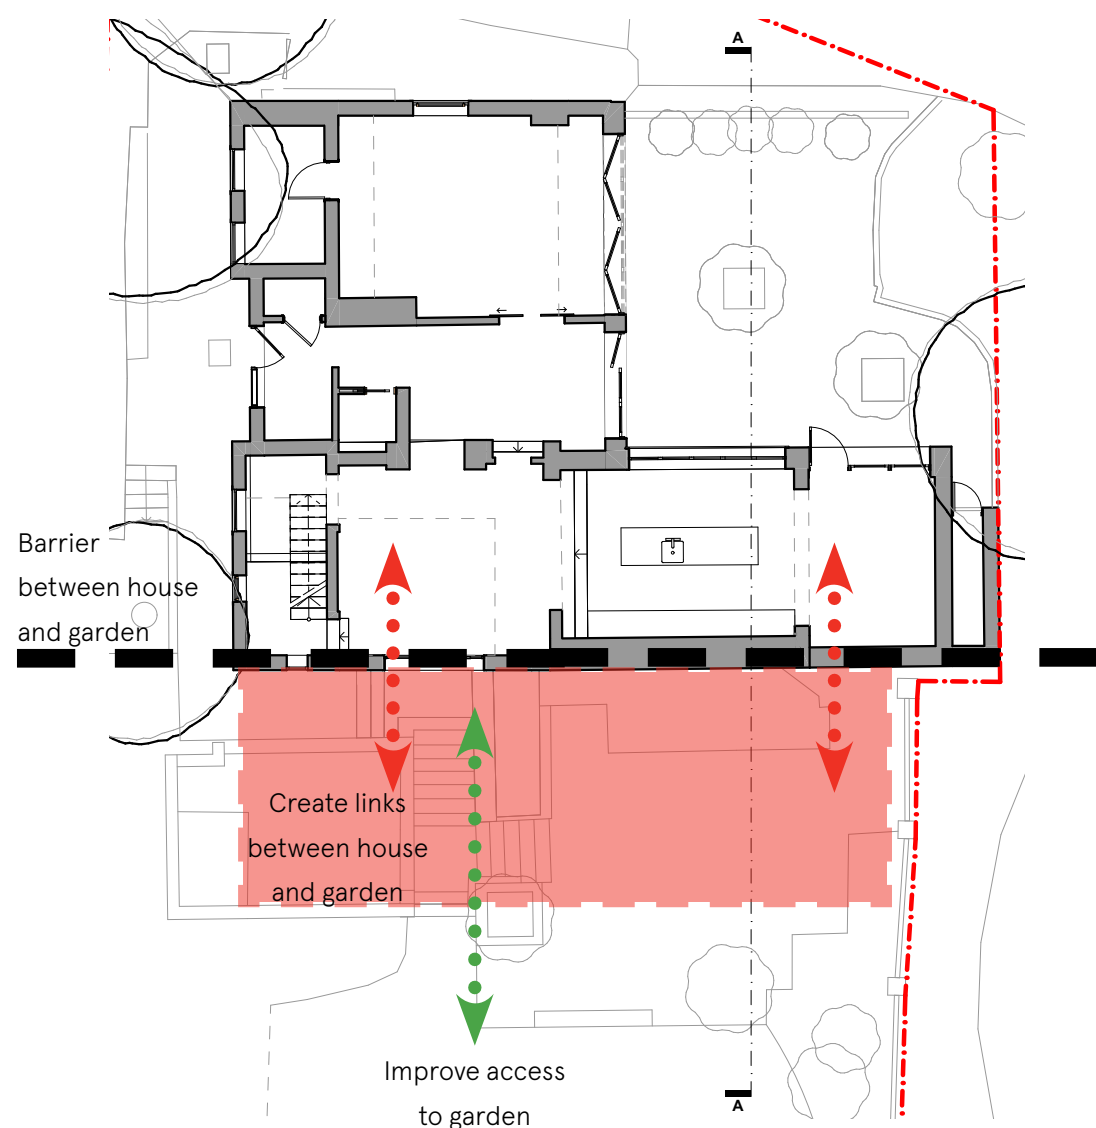 A
Barrier
between house
and garden
Create links
between house
and garden
Improve access
to garden
A